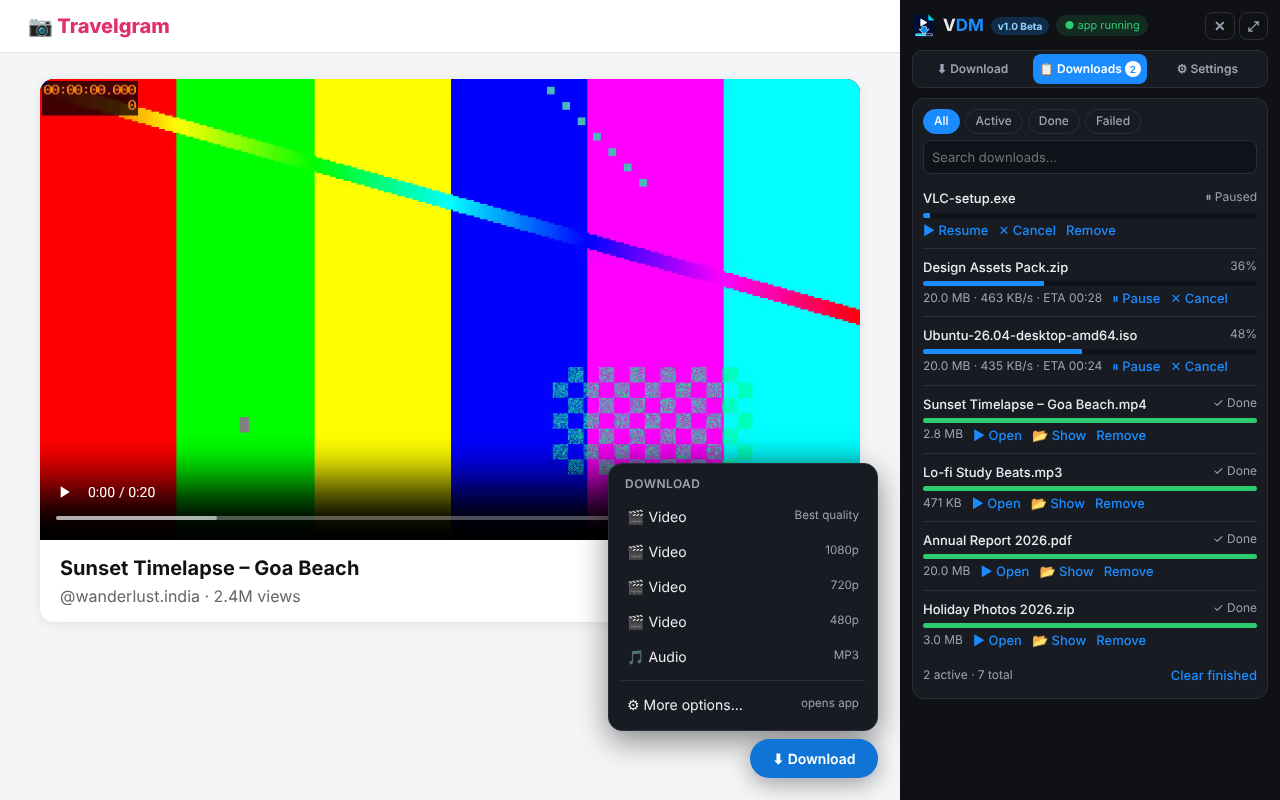 📷 Travelgram
00:00:00.000
0
0:00 / 0:20
Sunset Timelapse – Goa Beach
@wanderlust.india · 2.4M views
DOWNLOAD
🎬 Video Best quality
🎬 Video 1080p
🎬 Video 720p
🎬 Video 480p
🎵 Audio MP3
⚙ More options... opens app
⬇ Download
VDM v1.0 Beta ● app running ✕ ⤢
⬇ Download 📋 Downloads 2 ⚙ Settings
All Active Done Failed
Search downloads...
VLC-setup.exe ⏸ Paused
▶ Resume ✕ Cancel Remove
Design Assets Pack.zip 36%
20.0 MB · 463 KB/s · ETA 00:28 ⏸ Pause ✕ Cancel
Ubuntu-26.04-desktop-amd64.iso 48%
20.0 MB · 435 KB/s · ETA 00:24 ⏸ Pause ✕ Cancel
Sunset Timelapse – Goa Beach.mp4 ✓ Done
2.8 MB ▶ Open 📂 Show Remove
Lo-fi Study Beats.mp3 ✓ Done
471 KB ▶ Open 📂 Show Remove
Annual Report 2026.pdf ✓ Done
20.0 MB ▶ Open 📂 Show Remove
Holiday Photos 2026.zip ✓ Done
3.0 MB ▶ Open 📂 Show Remove
2 active · 7 total Clear finished